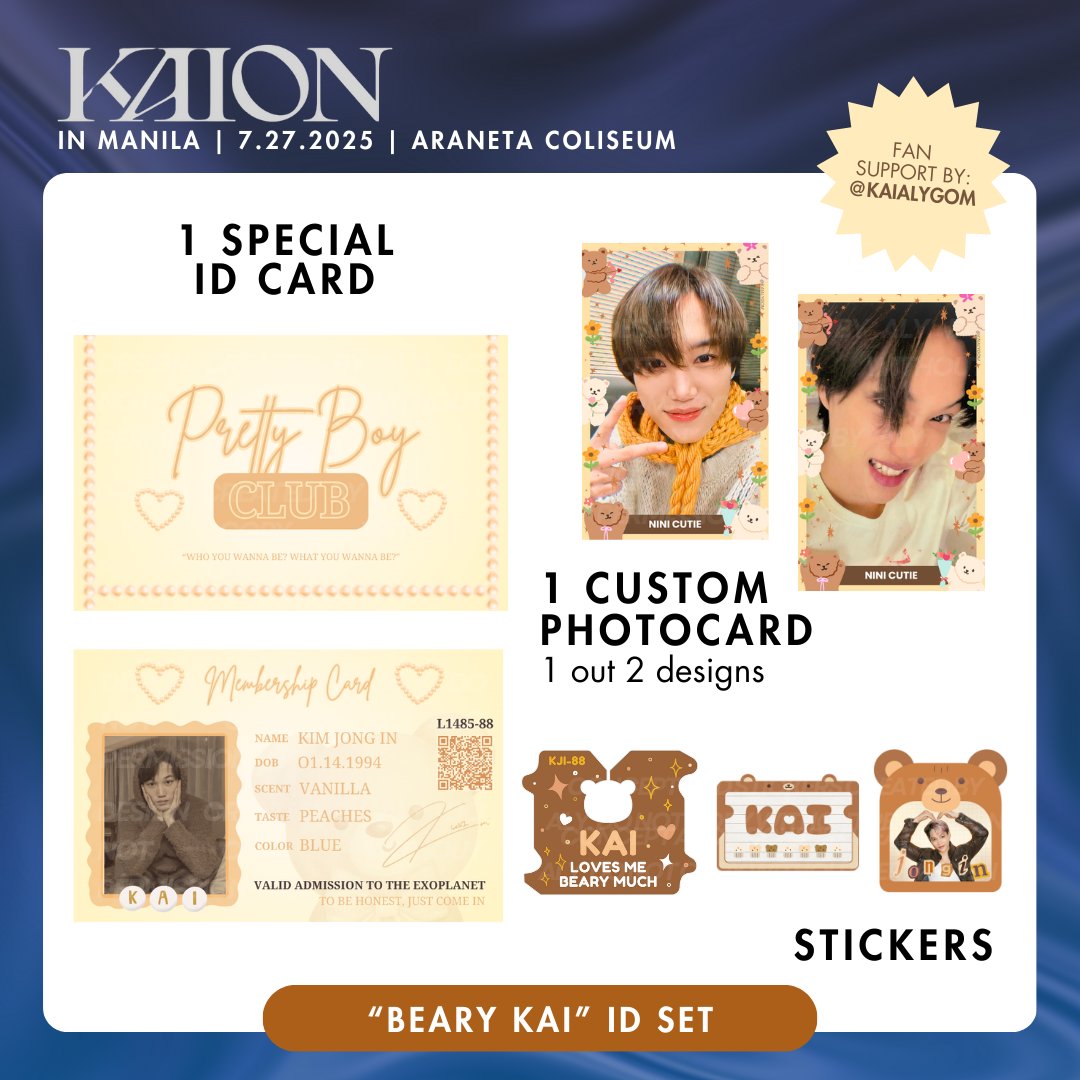 KAION
IN MANILA | 7.27.2025 | ARANETA COLISEUM
FAN
SUPPORT BY:
@KAIALYGOM
1 SPECIAL
ID CARD
Pretty Boy
CLUB
"WHO YOU WANNA BE? WHAT YOU WANNA BE?"
NINI CUTIE
NINI CUTIE
1 CUSTOM
PHOTOCARD
1 out 2 designs
Membership Card
L1485-88
NAME KIM JONG IN
DOB 01.14.1994
SCENT VANILLA
TASTE PEACHES
COLOR BLUE
KAI
VALID ADMISSION TO THE EXOPLANET
TO BE HONEST, JUST COME IN
KJI-88
KAI
LOVES ME
BEARY MUCH
KAI
jongin
STICKERS
“BEARY KAI” ID SET